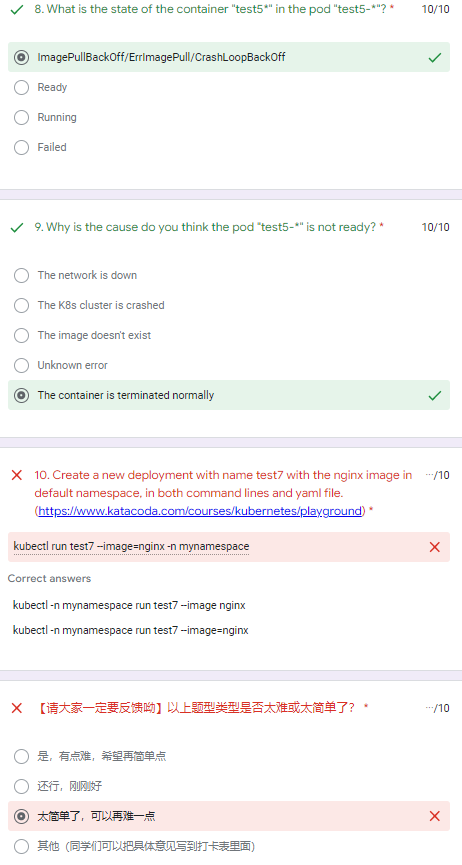 8. What is the state of the container "test5*" in the pod "test5-*"? * 10/10
ImagePullBackOff/ErrImagePull/CrashLoopBackOff
Ready
Running
Failed
9. Why is the cause do you think the pod "test5-*" is not ready? * 10/10
The network is down
The K8s cluster is crashed
The image doesn't exist
Unknown error
The container is terminated normally
10. Create a new deployment with name test7 with the nginx image in ···/10
default namespace, in both command lines and yaml file.
(https://www.katacoda.com/courses/kubernetes/playground) *
kubectl run test7 --image=nginx -n mynamespace
Correct answers
kubectl -n mynamespace run test7 --image nginx
kubectl -n mynamespace run test7 --image=nginx
【请大家一定要反馈呦】以上题型类型是否太难或太简单了？ * ···/10
是，有点难，希望再简单点
还行，刚刚好
太简单了，可以再难一点
其他（同学们可以把具体意见写到打卡表里面）